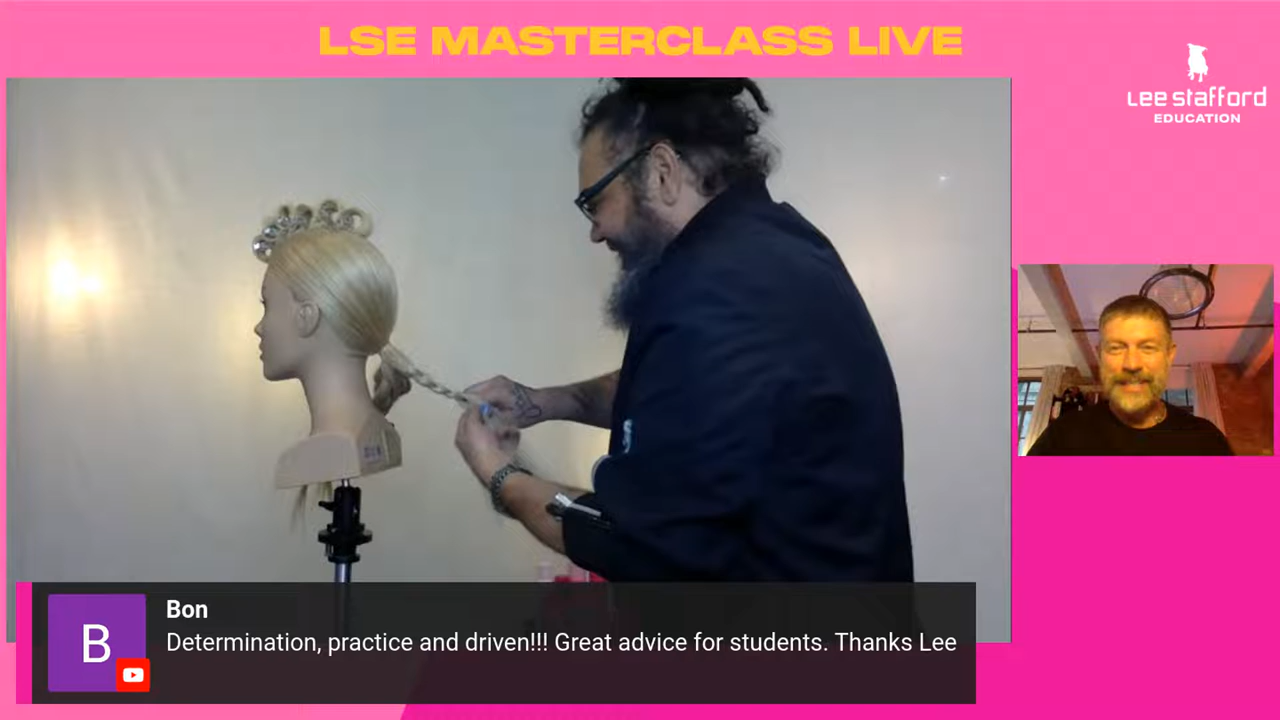 LSE MASTERCLASS LIVE
Lee stafford
EDUCATION
B
Bon
Determination, practice and driven!!! Great advice for students. Thanks Lee